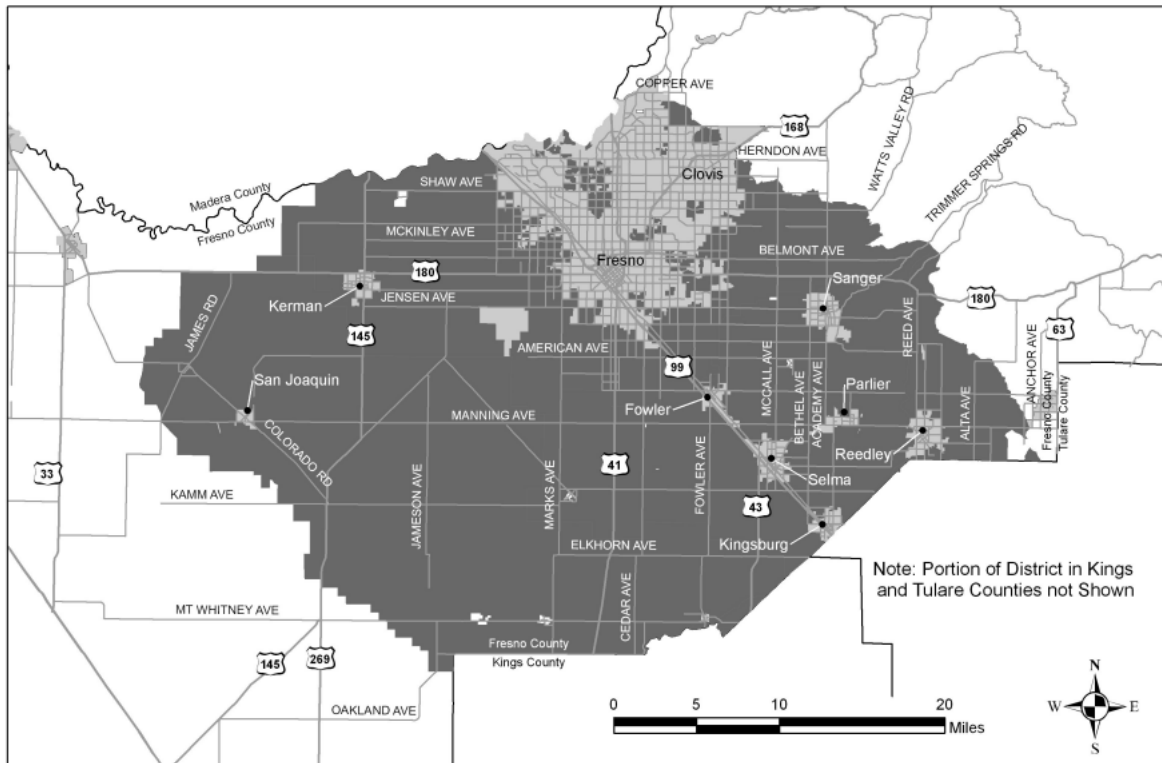 COPPER AVE
168
WATTS VALLEY RD
HERNDON AVE
TRIMMER SPRINGS RD
Clovis
SHAW AVE
Madera County
Fresno County
MCKINLEY AVE
BELMONT AVE
Fresno
180
Sanger
Kerman
JENSEN AVE
180
63
JAMES RD
145
AMERICAN AVE
REED AVE
ANCHOR AVE
Fresno County
Tulare County
99
MCCALL AVE
BETHEL AVE
ACADEMY AVE
San Joaquin
Parlier
ALTA AVE
Fowler
MANNING AVE
COLORADO RD
Reedley
33
41
Selma
KAMM AVE
JAMESON AVE
MARKS AVE
FOWLER AVE
43
Kingsburg
ELKHORN AVE
Note: Portion of District in Kings
and Tulare Counties not Shown
MT WHITNEY AVE
CEDAR AVE
Fresno County
Kings County
145
269
OAKLAND AVE
0 5 10 20
Miles
N
W E
S